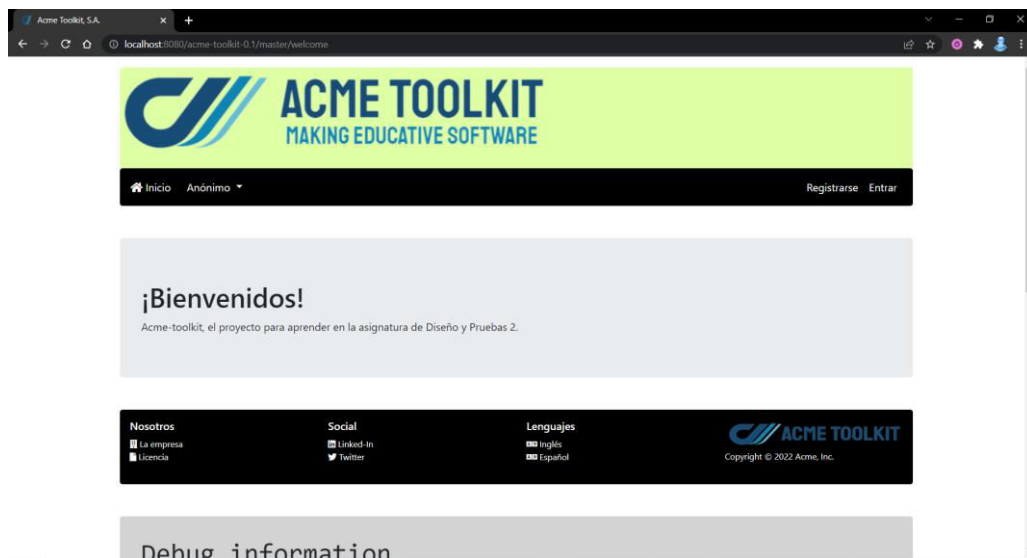 Acme Toolkit, S.A.
localhost:8080/acme-toolkit-0.1/master/welcome
ACME TOOLKIT
MAKING EDUCATIVE SOFTWARE
Inicio Anónimo Registrarse Entrar
¡Bienvenidos!
Acme-toolkit, el proyecto para aprender en la asignatura de Diseño y Pruebas 2.
Nosotros Social Lenguajes
La empresa Linked-In Inglés ACME TOOLKIT
Licencia Twitter Español Copyright © 2022 Acme, Inc.
Debug information